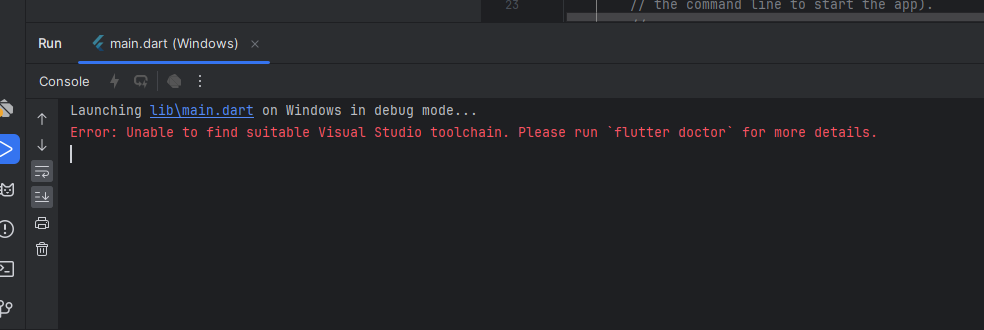 23
// the command line to start the app).
//
Run
main.dart (Windows)
Console
Launching lib\main.dart on Windows in debug mode...
Error: Unable to find suitable Visual Studio toolchain. Please run `flutter doctor` for more details.